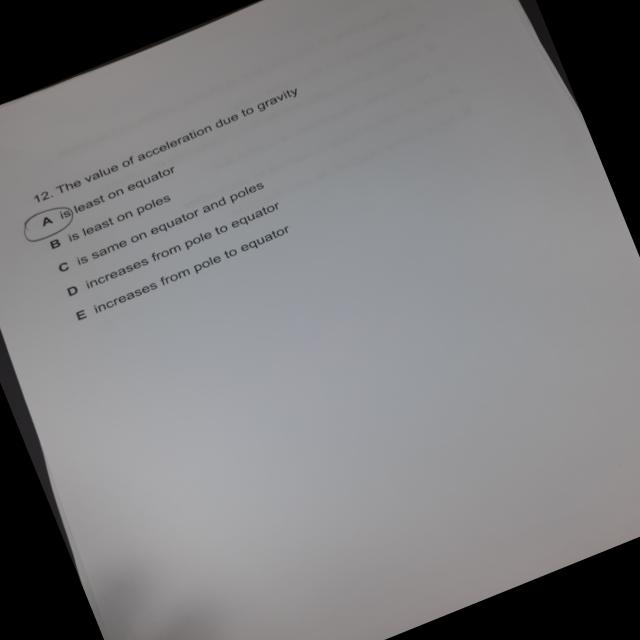 12. The value of acceleration due to gravity
A is least on equator
B is least on poles
C is same on equator and poles
D increases from pole to equator
E increases from pole to equator